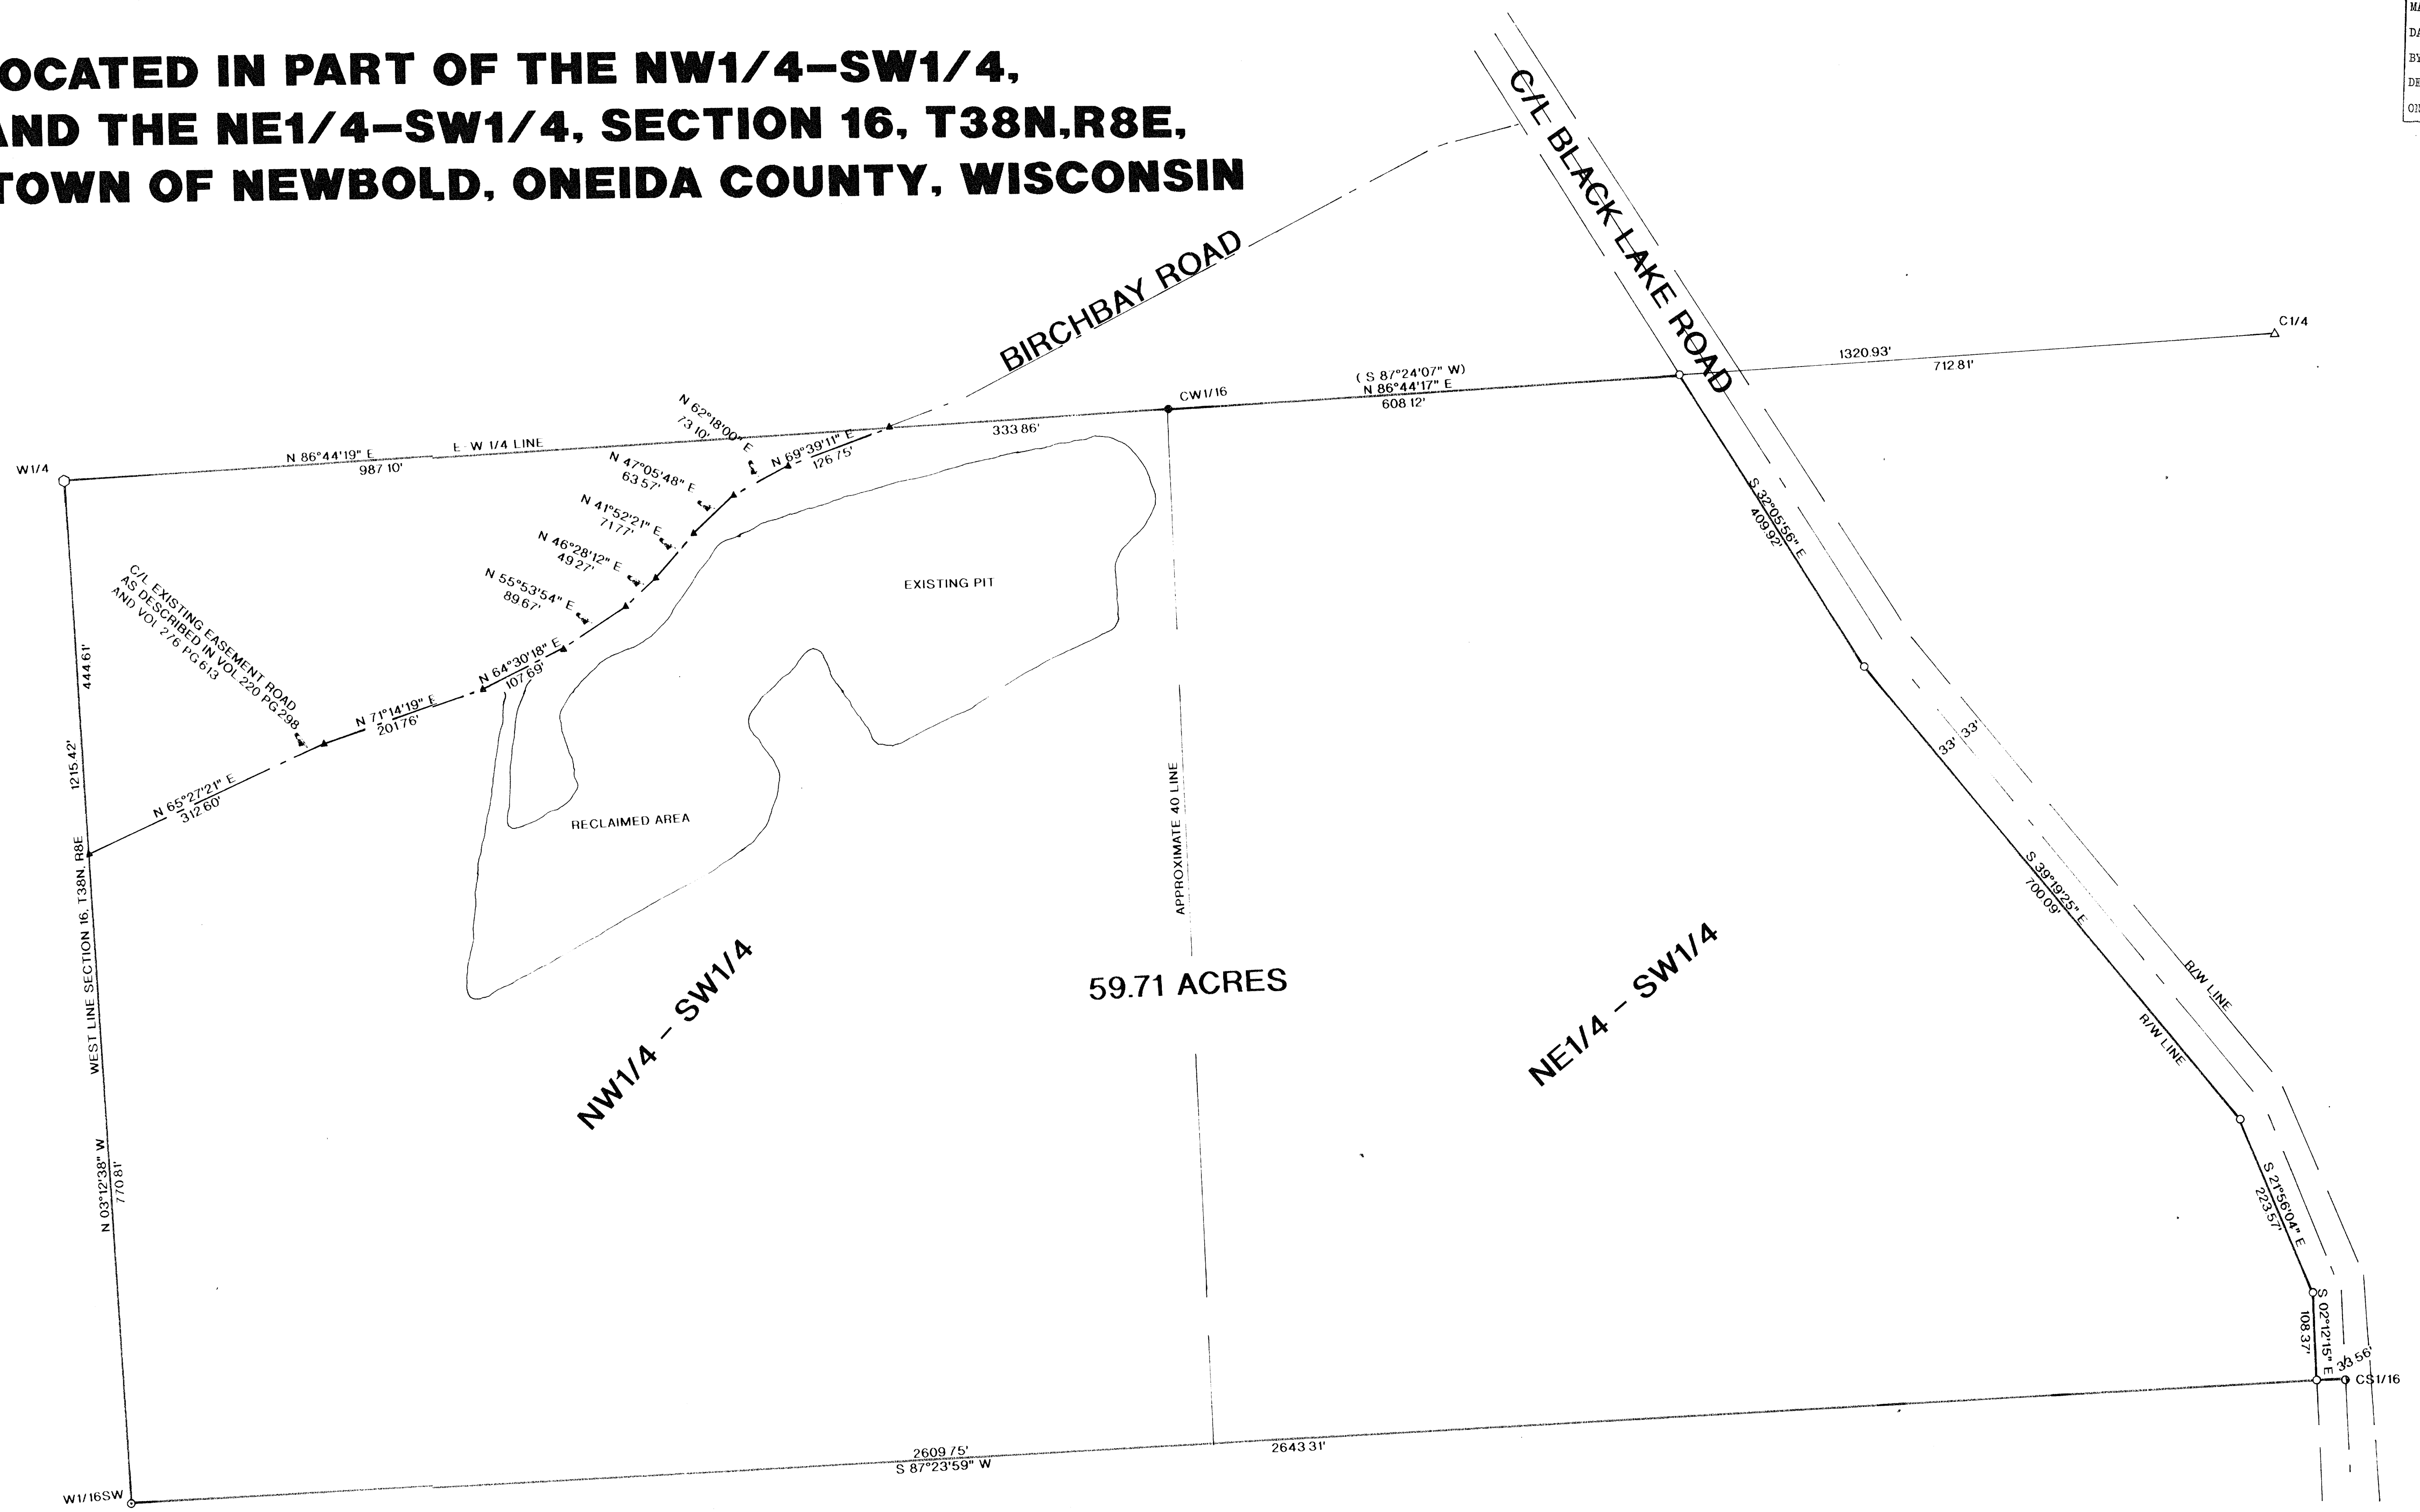 OCATED IN PART OF THE NW1/4–SW1/4,
AND THE NE1/4–SW1/4, SECTION 16, T38N,R8E,
TOWN OF NEWBOLD, ONEIDA COUNTY, WISCONSIN
C/L BLACK LAKE ROAD
BIRCHBAY ROAD
C1/4
1320.93'
712.81'
( S 87°24'07" W)
N 86°44'17" E
608.12'
CW1/16
333.86'
E-W 1/4 LINE
N 86°44'19" E
987.10'
W1/4
N 62°18'00" E
73.10'
N 69°39'11" E
126.75'
N 47°05'48" E
63.57'
N 41°52'21" E
71.77'
N 46°28'12" E
49.27'
N 55°53'54" E
89.67'
N 64°30'18" E
107.69'
N 71°14'19" E
201.76'
N 65°27'21" E
312.60'
C/L EXISTING EASEMENT ROAD
AS DESCRIBED IN VOL 220 PG 298
AND VOL 276 PG 613
444.61'
1215.42'
WEST LINE SECTION 16, T38N, R8E
N 03°12'38" W
770.81'
EXISTING PIT
RECLAIMED AREA
APPROXIMATE 40 LINE
NW1/4 – SW1/4
59.71 ACRES
NE1/4 – SW1/4
S 32°05'56" E
409.92'
33' 33'
S 39°19'25" E
700.09'
R/W LINE
R/W LINE
S 21°56'04" E
223.57'
S 02°12'15" E
108.37'
33.56'
CS1/16
2609.75'
S 87°23'59" W
2643.31'
W1/16SW